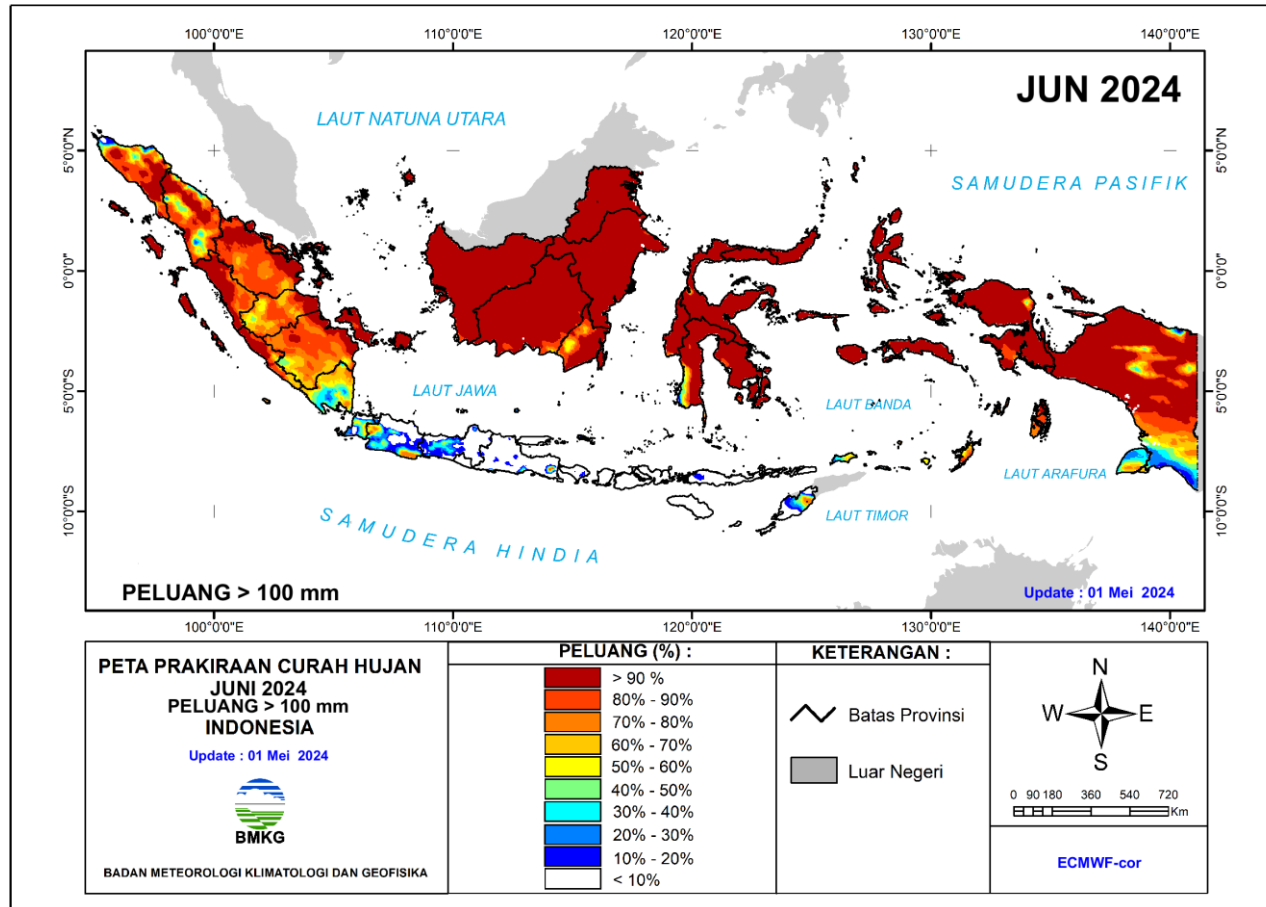 100°0'0"E 110°0'0"E 120°0'0"E 130°0'0"E 140°0'0"E
JUN 2024
LAUT NATUNA UTARA
5°0'0"N 5°0'0"N
SAMUDERA PASIFIK
0°0'0" 0°0'0"
LAUT JAWA
LAUT BANDA
5°0'0"S 5°0'0"S
LAUT ARAFURA
LAUT TIMOR
10°0'0"S 10°0'0"S
SAMUDERA HINDIA
PELUANG > 100 mm
Update : 01 Mei 2024
100°0'0"E 110°0'0"E 120°0'0"E 130°0'0"E 140°0'0"E
PETA PRAKIRAAN CURAH HUJAN
JUNI 2024
PELUANG > 100 mm
INDONESIA
Update : 01 Mei 2024
BMKG
BADAN METEOROLOGI KLIMATOLOGI DAN GEOFISIKA
PELUANG (%) :
> 90 %
80% - 90%
70% - 80%
60% - 70%
50% - 60%
40% - 50%
30% - 40%
20% - 30%
10% - 20%
< 10%
KETERANGAN :
Batas Provinsi
Luar Negeri
N
W E
S
0 90 180 360 540 720
Km
ECMWF-cor